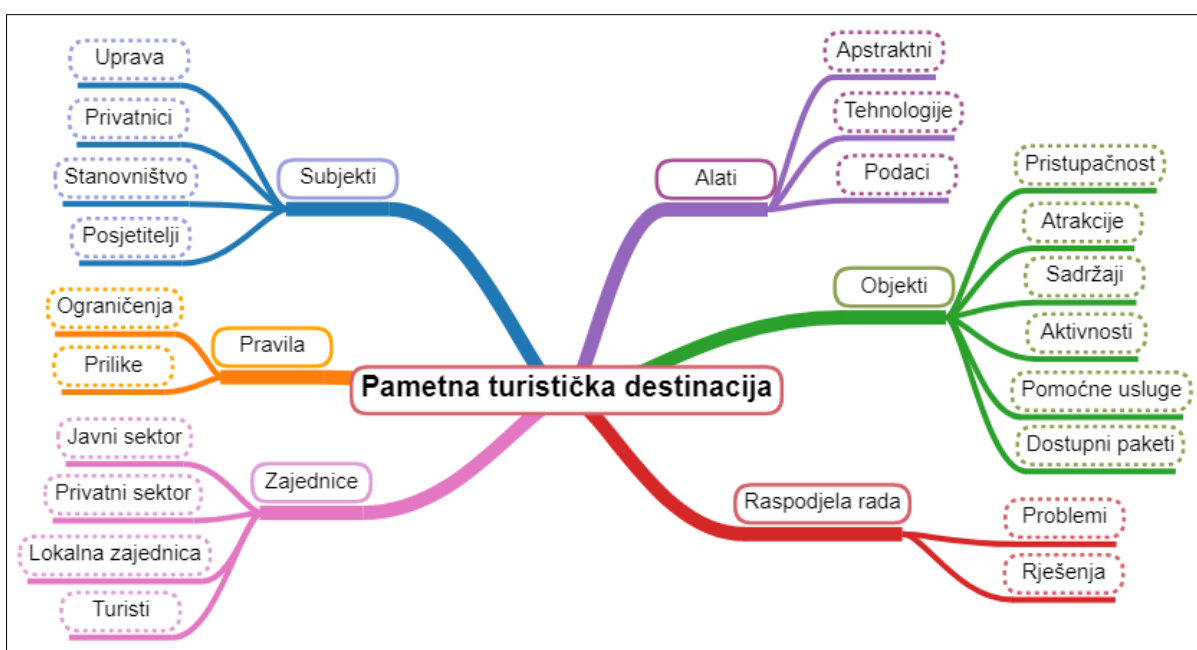 Uprava
Privatnici
Stanovništvo
Posjetitelji
Subjekti
Ograničenja
Prilike
Pravila
Javni sektor
Privatni sektor
Lokalna zajednica
Turisti
Zajednice
Pametna turistička destinacija
Alati
Apstraktni
Tehnologije
Podaci
Objekti
Pristupačnost
Atrakcije
Sadržaji
Aktivnosti
Pomoćne usluge
Dostupni paketi
Raspodjela rada
Problemi
Rješenja